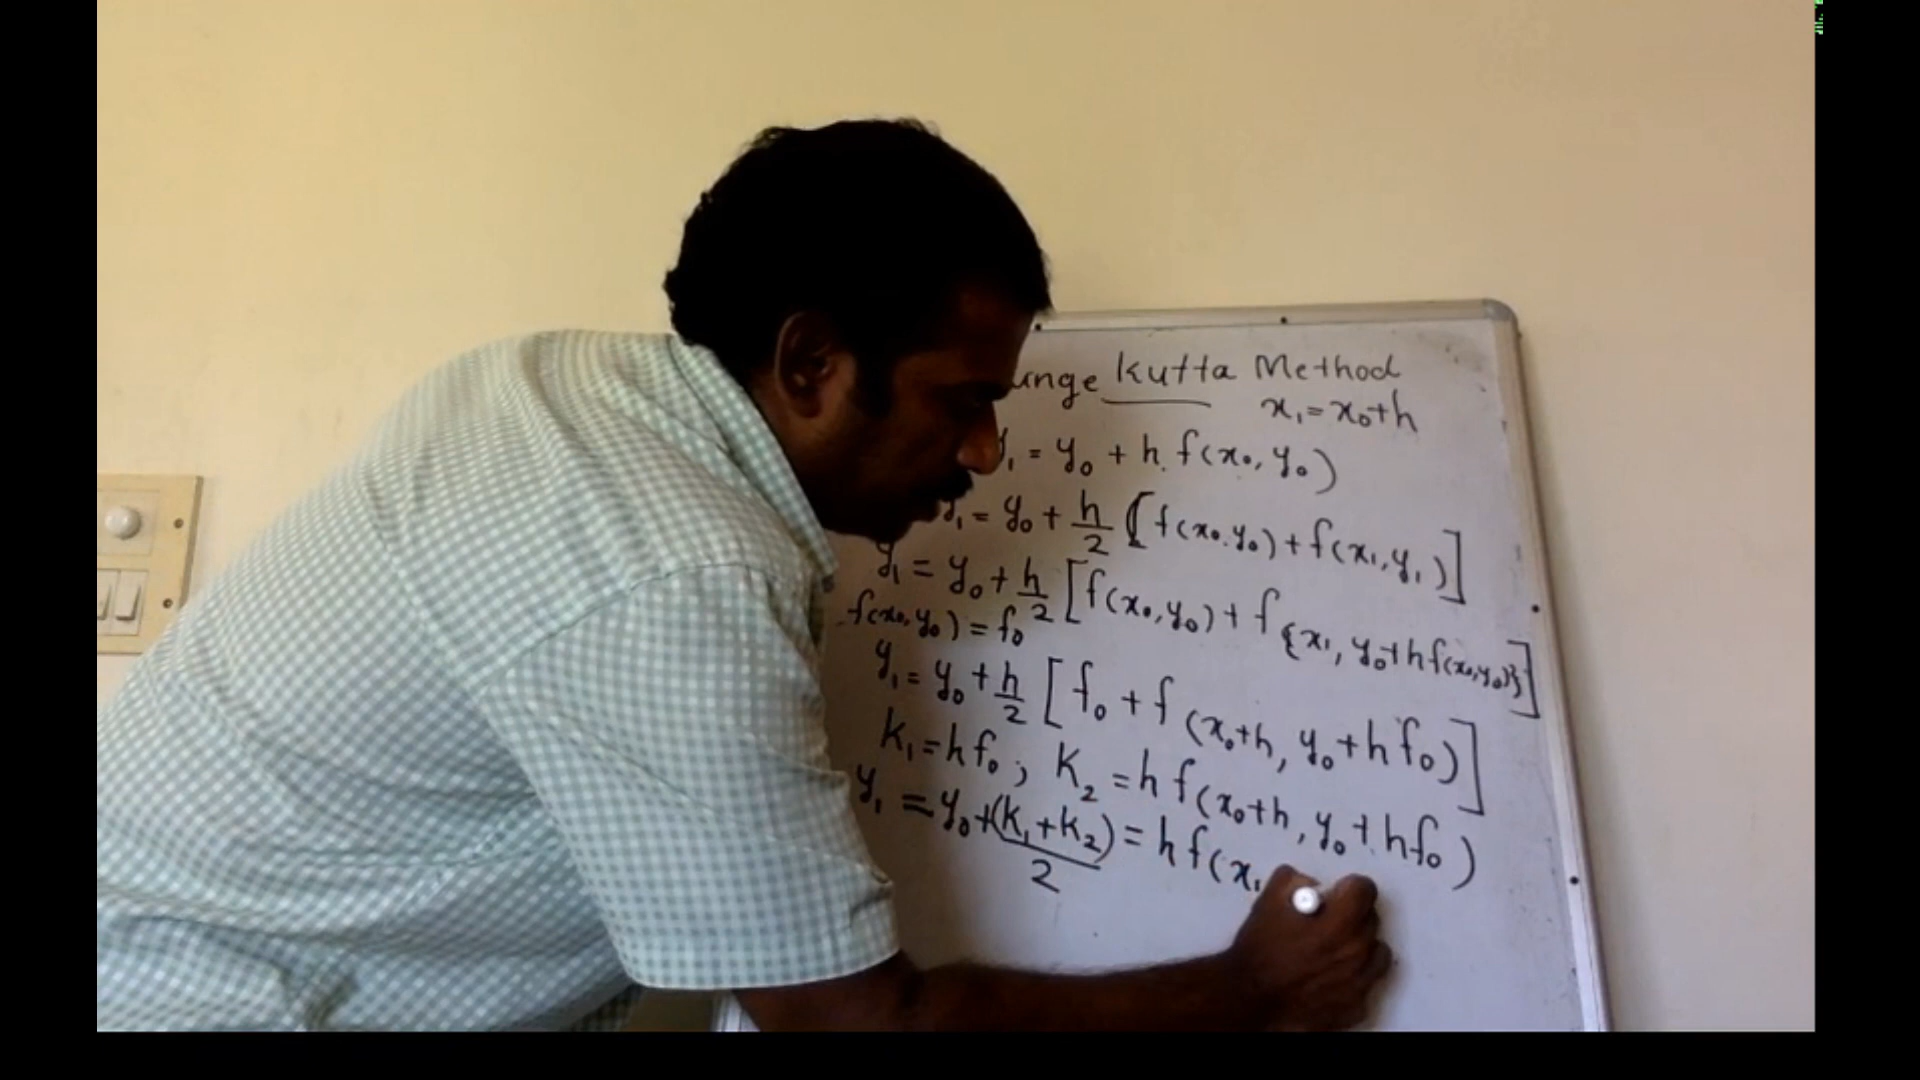 unge Kutta Method
x₁ = x₀+h
y₁ = y₀ + h. f(x₀, y₀)
y₁ = y₀ + h/2 [f(x₀.y₀) + f(x₁, y₁)]
y₁ = y₀ + h/2 [f(x₀, y₀) + f{x₁, y₀+hf(x₀,y₀)}]
f(x₀, y₀) = f₀
y₁ = y₀ + h/2 [f₀ + f(x₀+h, y₀+hf₀)]
K₁ = hf₀ ; K₂ = hf(x₀+h, y₀+hf₀)
y₁ = y₀+(K₁+K₂)/2 = hf(x₁